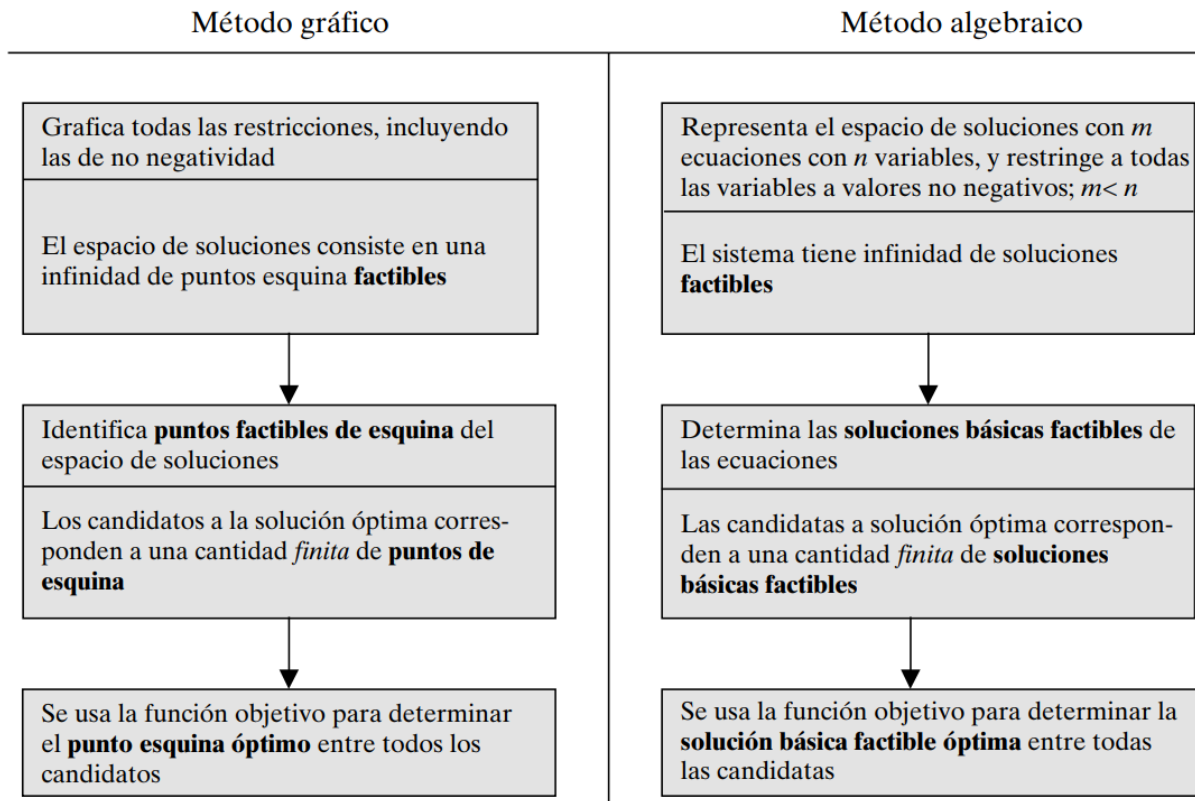 Método gráfico
Grafica todas las restricciones, incluyendo
las de no negatividad
El espacio de soluciones consiste en una
infinidad de puntos esquina factibles
Identifica puntos factibles de esquina del
espacio de soluciones
Los candidatos a la solución óptima corres-
ponden a una cantidad finita de puntos de
esquina
Se usa la función objetivo para determinar
el punto esquina óptimo entre todos los
candidatos
Método algebraico
Representa el espacio de soluciones con m
ecuaciones con n variables, y restringe a todas
las variables a valores no negativos; m< n
El sistema tiene infinidad de soluciones
factibles
Determina las soluciones básicas factibles de
las ecuaciones
Las candidatas a solución óptima correspon-
den a una cantidad finita de soluciones
básicas factibles
Se usa la función objetivo para determinar la
solución básica factible óptima entre todas
las candidatas